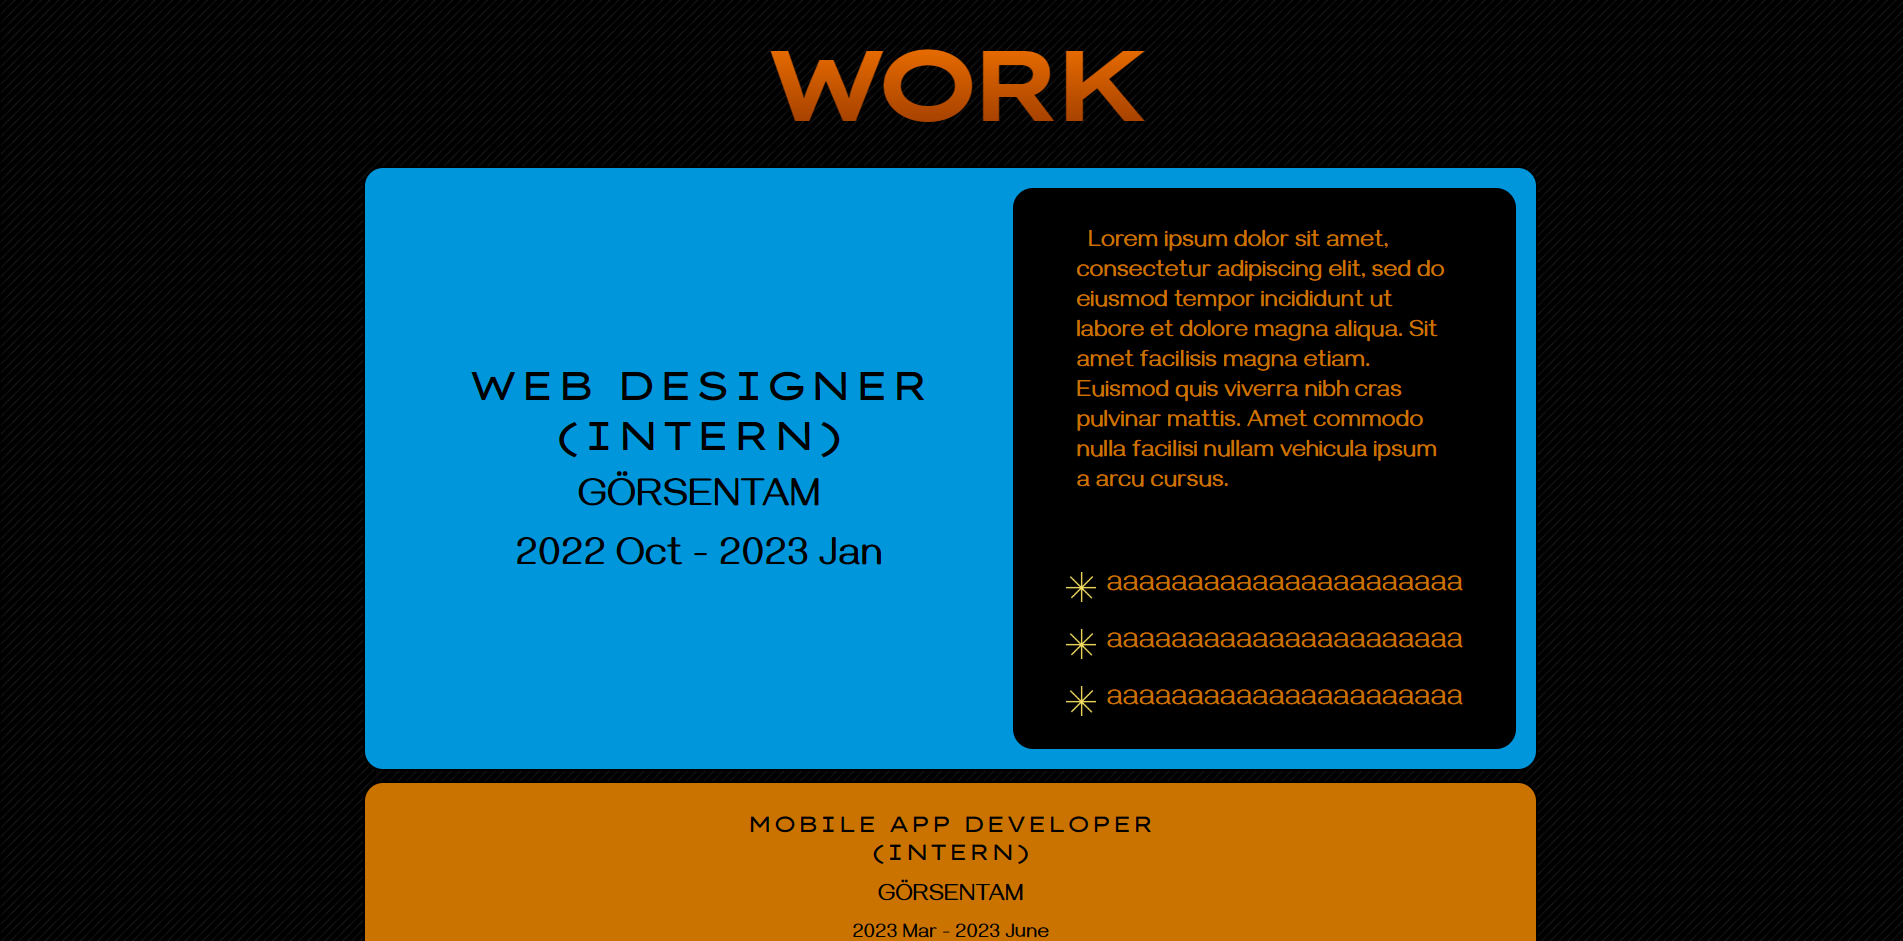 WORK
WEB DESIGNER
(INTERN)
GÖRSENTAM
2022 Oct - 2023 Jan
Lorem ipsum dolor sit amet,
consectetur adipiscing elit, sed do
eiusmod tempor incididunt ut
labore et dolore magna aliqua. Sit
amet facilisis magna etiam.
Euismod quis viverra nibh cras
pulvinar mattis. Amet commodo
nulla facilisi nullam vehicula ipsum
a arcu cursus.
aaaaaaaaaaaaaaaaaaaaaa
aaaaaaaaaaaaaaaaaaaaaa
aaaaaaaaaaaaaaaaaaaaaa
MOBILE APP DEVELOPER
(INTERN)
GÖRSENTAM
2023 Mar - 2023 June